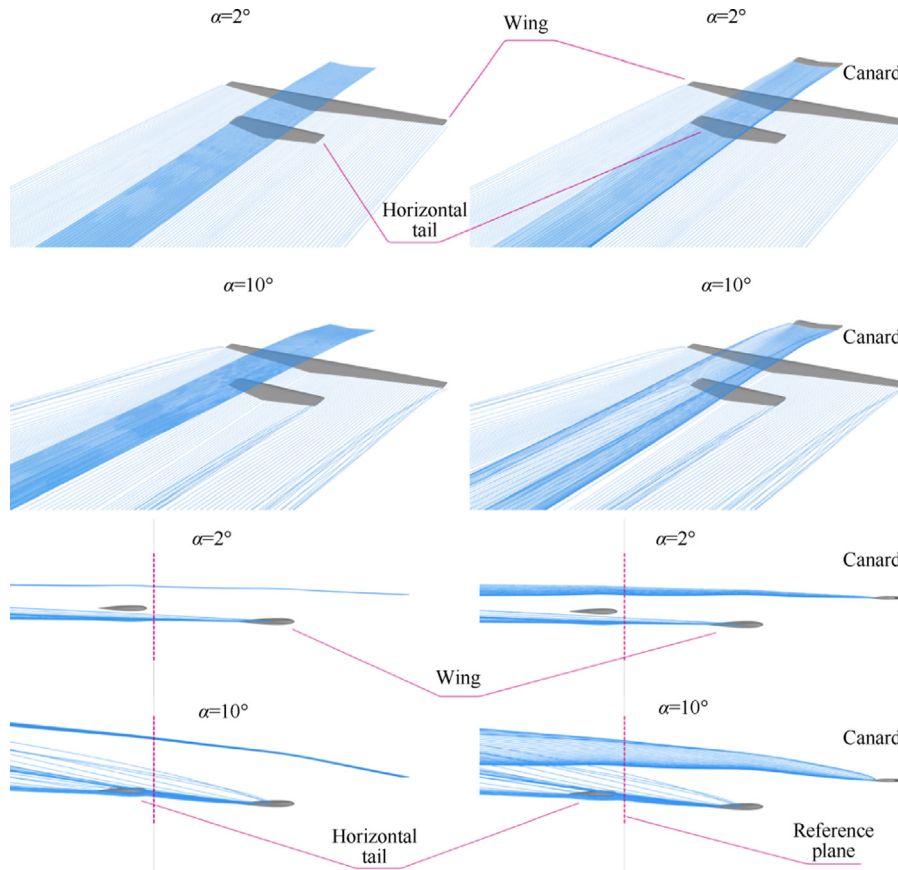 α=2°
Wing
α=2°
Canard
Horizontal
tail
α=10°
α=10°
Canard
α=2°
α=2°
Canard
Wing
α=10°
α=10°
Canard
Horizontal
tail
Reference
plane